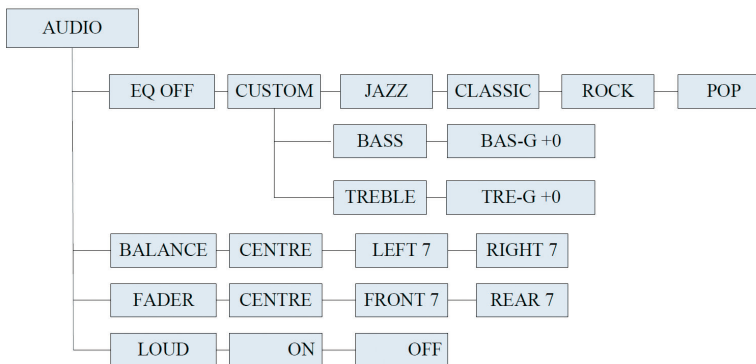 AUDIO
EQ OFF CUSTOM JAZZ CLASSIC ROCK POP
BASS BAS-G +0
TREBLE TRE-G +0
BALANCE CENTRE LEFT 7 RIGHT 7
FADER CENTRE FRONT 7 REAR 7
LOUD ON OFF